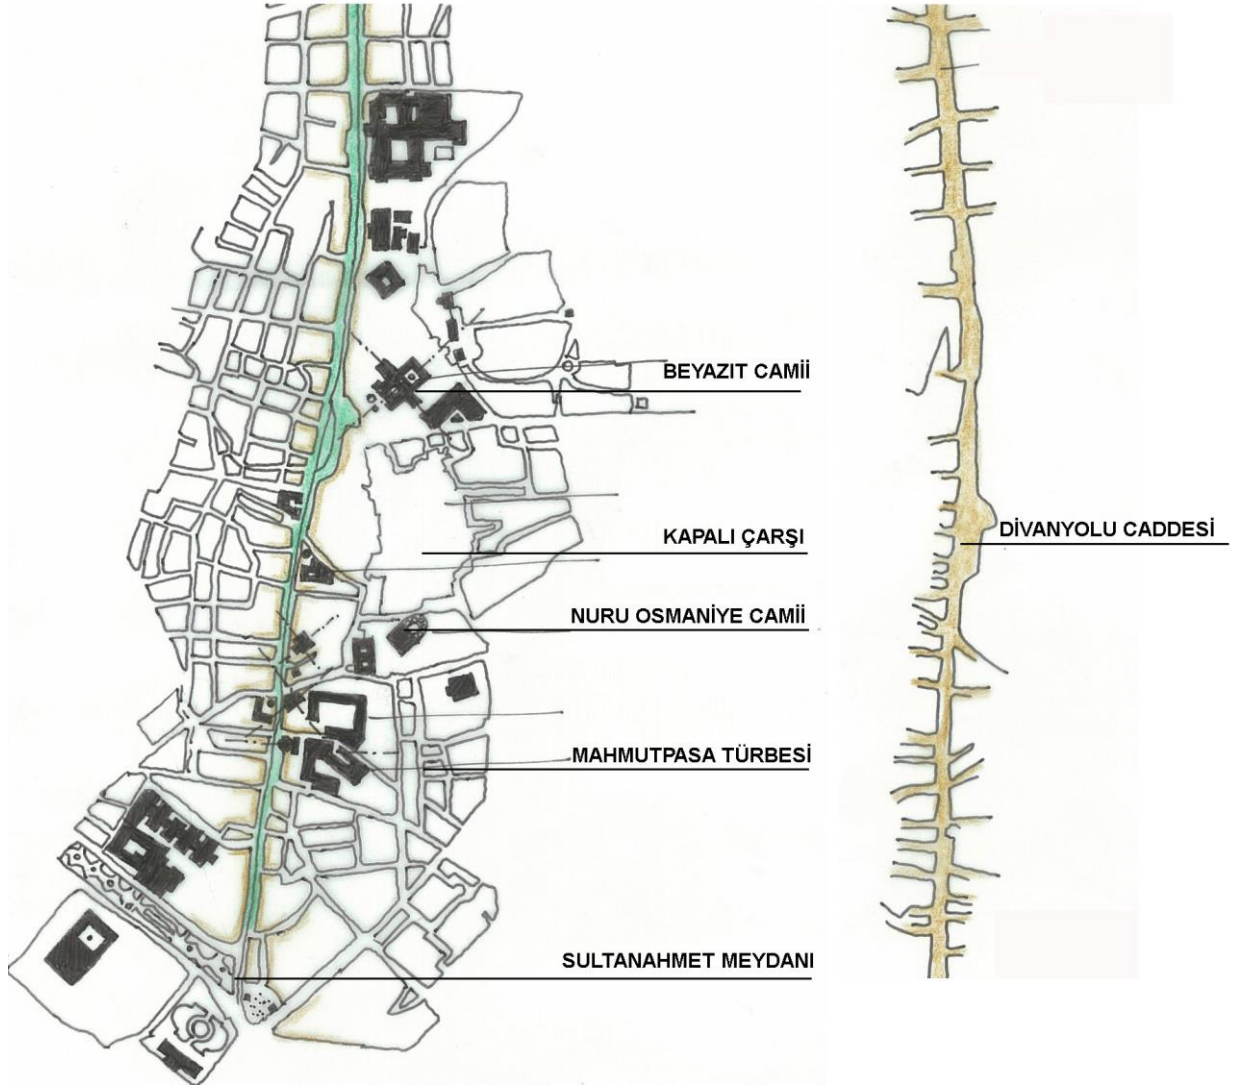 BEYAZIT CAMİİ
KAPALI ÇARŞI
DİVANYOLU CADDESİ
NURU OSMANİYE CAMİİ
MAHMUTPASA TÜRBESİ
SULTANAHMET MEYDANI